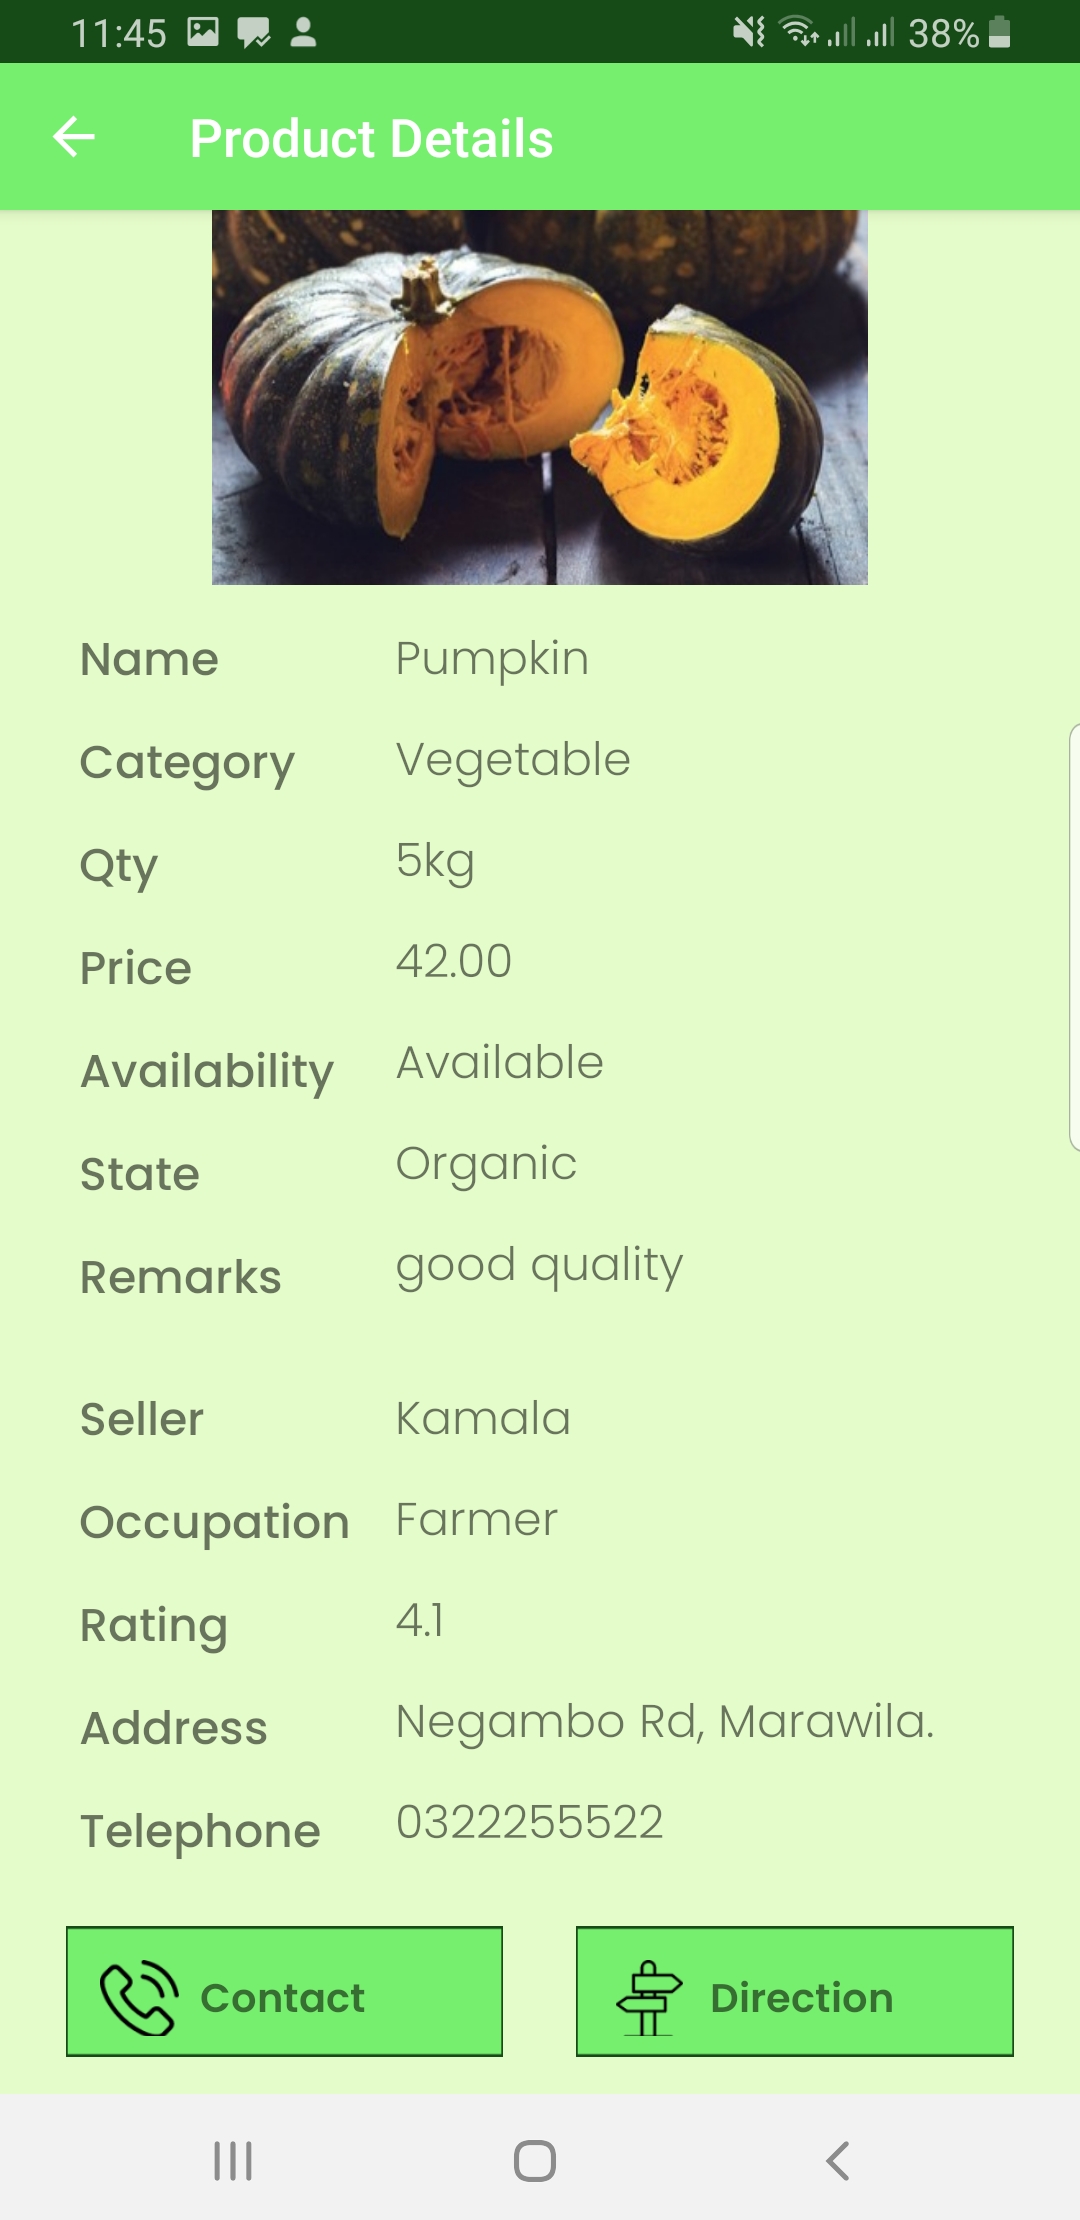 11:45 38%
Product Details
Name Pumpkin
Category Vegetable
Qty 5kg
Price 42.00
Availability Available
State Organic
Remarks good quality
Seller Kamala
Occupation Farmer
Rating 4.1
Address Negambo Rd, Marawila.
Telephone 0322255522
Contact Direction